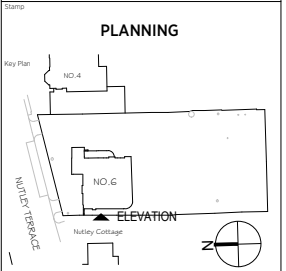 Stamp
PLANNING
Key Plan
NO.4
NO.6
NUTLEY TERRACE
ELEVATION
Nutley Cottage
N